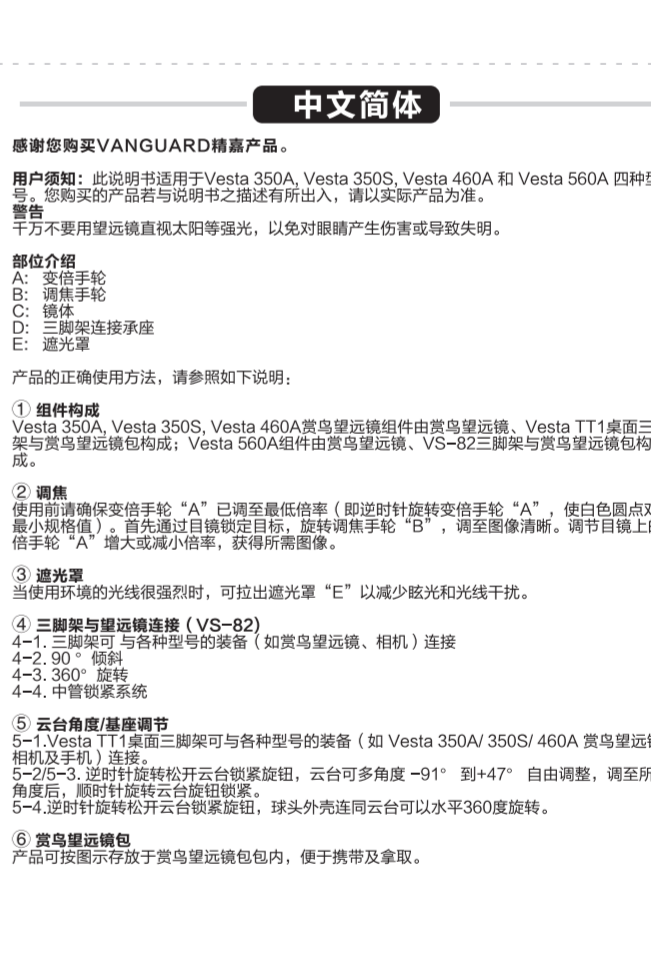 中文简体
感谢您购买VANGUARD精嘉产品。
用户须知：此说明书适用于Vesta 350A, Vesta 350S, Vesta 460A 和 Vesta 560A 四种
号。您购买的产品若与说明书之描述有所出入，请以实际产品为准。
警告
千万不要用望远镜直视太阳等强光，以免对眼睛产生伤害或导致失明。
部位介绍
A： 变倍手轮
B： 调焦手轮
C： 镜体
D： 三脚架连接承座
E： 遮光罩
产品的正确使用方法，请参照如下说明：
① 组件构成
Vesta 350A, Vesta 350S, Vesta 460A赏鸟望远镜组件由赏鸟望远镜、Vesta TT1桌面三
架与赏鸟望远镜包构成；Vesta 560A组件由赏鸟望远镜、VS-82三脚架与赏鸟望远镜包构
成。
② 调焦
使用前请确保变倍手轮“A”已调至最低倍率（即逆时针旋转变倍手轮“A”，使白色圆点
最小规格值）。首先通过目镜锁定目标，旋转调焦手轮“B”，调至图像清晰。调节目镜上
倍手轮“A”增大或减小倍率，获得所需图像。
③ 遮光罩
当使用环境的光线很强烈时，可拉出遮光罩“E”以减少眩光和光线干扰。
④ 三脚架与望远镜连接（VS-82)
4-1. 三脚架可 与各种型号的装备（如赏鸟望远镜、相机）连接
4-2. 90 ° 倾斜
4-3. 360° 旋转
4-4. 中管锁紧系统
⑤ 云台角度/基座调节
5-1.Vesta TT1桌面三脚架可与各种型号的装备（如 Vesta 350A/ 350S/ 460A 赏鸟望远
相机及手机）连接。
5-2/5-3. 逆时针旋转松开云台锁紧旋钮，云台可多角度 -91° 到+47° 自由调整，调至所
角度后，顺时针旋转云台旋钮锁紧。
5-4.逆时针旋转松开云台锁紧旋钮，球头外壳连同云台可以水平360度旋转。
⑥ 赏鸟望远镜包
产品可按图示存放于赏鸟望远镜包包内，便于携带及拿取。